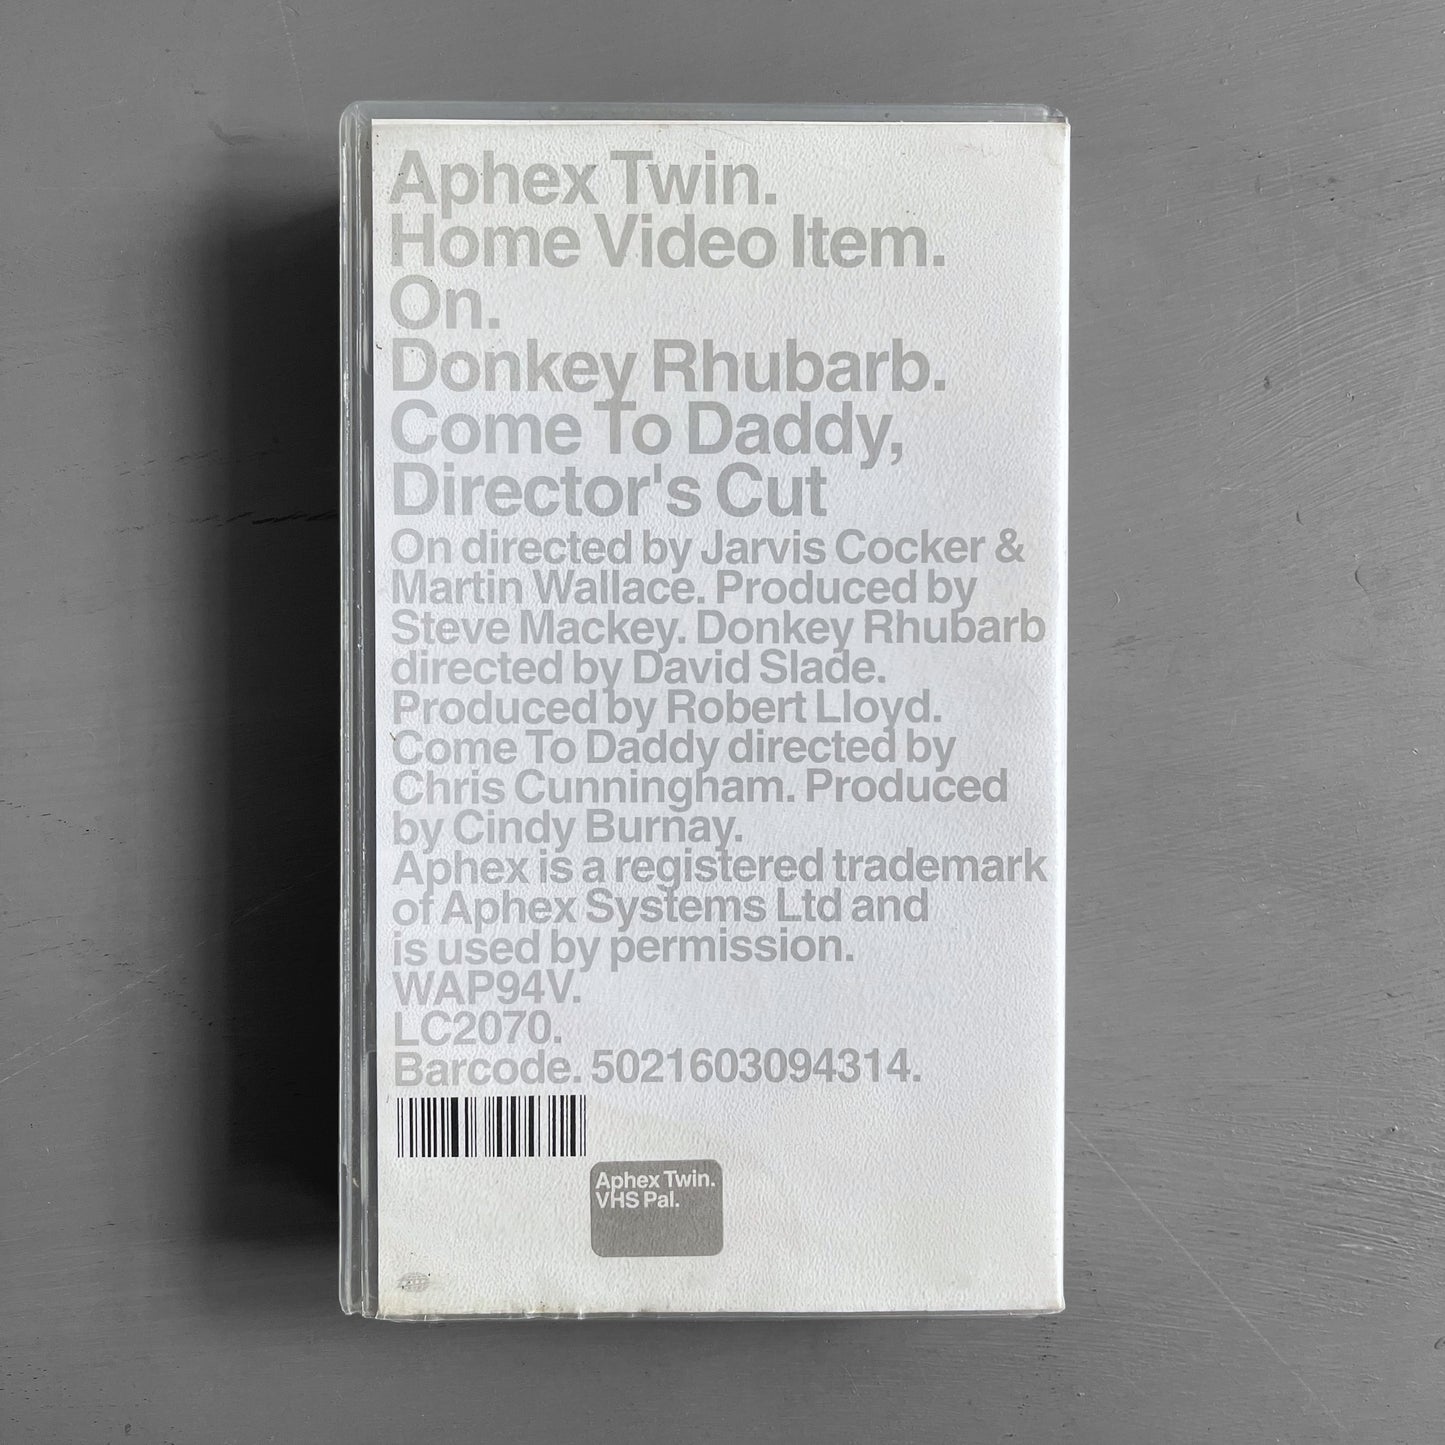 Aphex Twin.
Home Video Item.
On.
Donkey Rhubarb.
Come To Daddy,
Director's Cut
On directed by Jarvis Cocker &
Martin Wallace. Produced by
Steve Mackey. Donkey Rhubarb
directed by David Slade.
Produced by Robert Lloyd.
Come To Daddy directed by
Chris Cunningham. Produced
by Cindy Burnay.
Aphex is a registered trademark
of Aphex Systems Ltd and
is used by permission.
WAP94V.
LC2070.
Barcode. 5021603094314.
Aphex Twin.
VHS Pal.